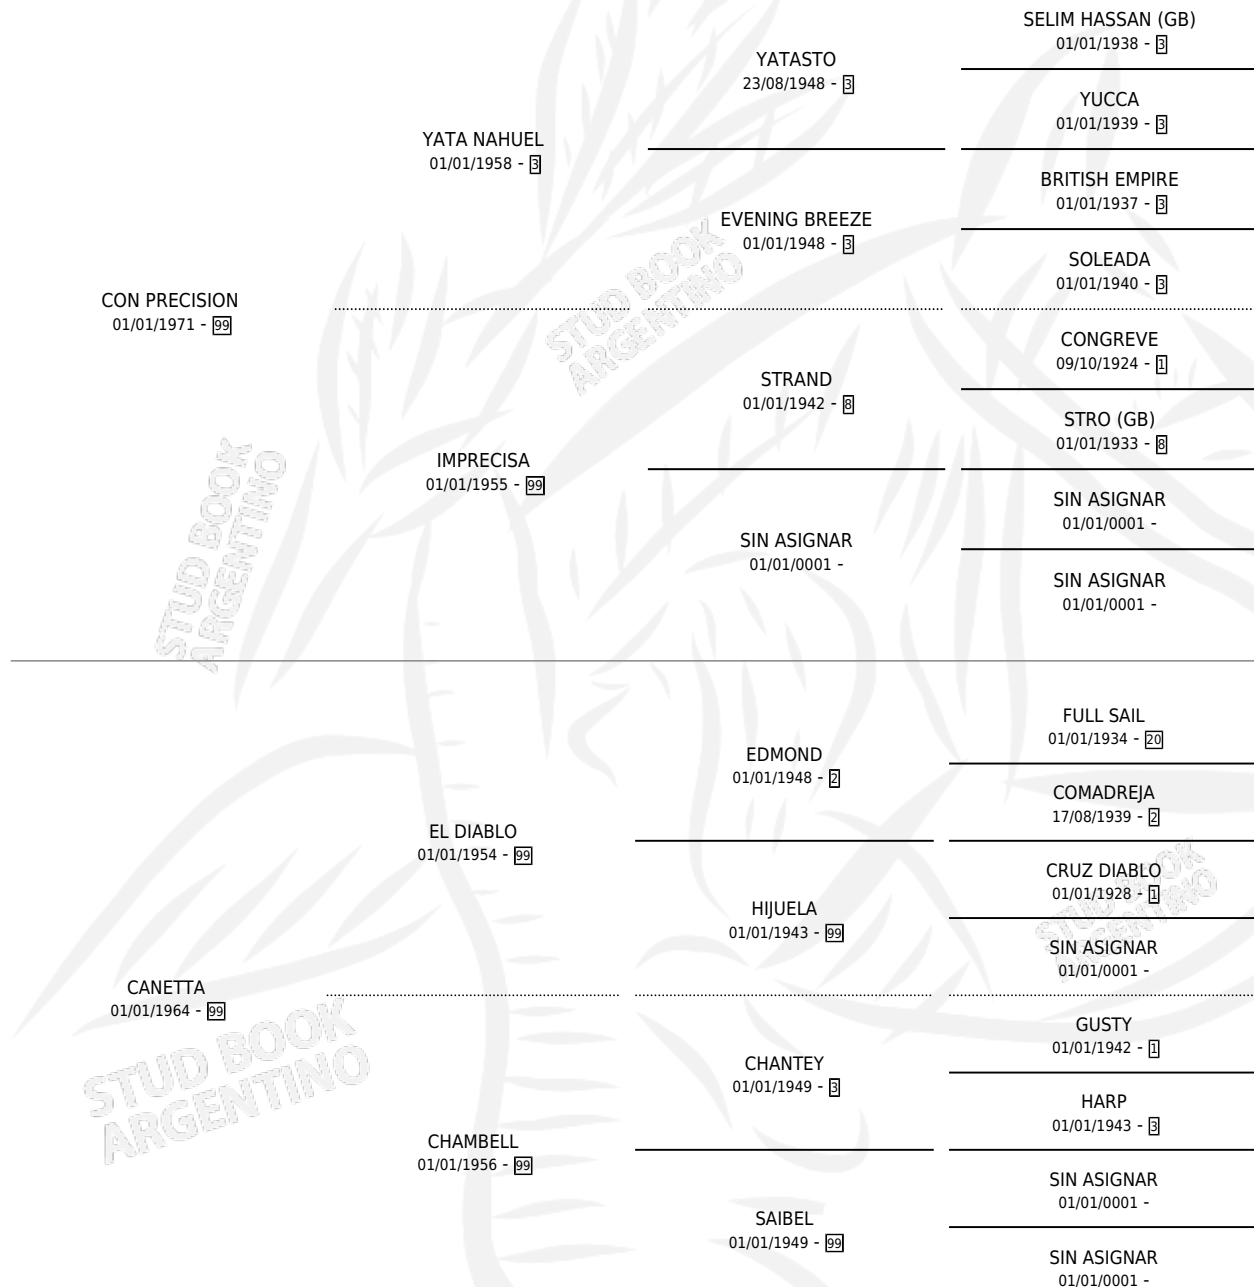 SELIM HASSAN (GB)
01/01/1938 - 3
YATASTO
23/08/1948 - 3
YUCCA
01/01/1939 - 3
YATA NAHUEL
01/01/1958 - 3
BRITISH EMPIRE
01/01/1937 - 3
EVENING BREEZE
01/01/1948 - 3
SOLEADA
01/01/1940 - 3
CON PRECISION
01/01/1971 - 99
CONGREVE
09/10/1924 - 1
STRAND
01/01/1942 - 8
STRO (GB)
01/01/1933 - 8
IMPRECISA
01/01/1955 - 99
SIN ASIGNAR
01/01/0001 -
SIN ASIGNAR
01/01/0001 -
SIN ASIGNAR
01/01/0001 -
FULL SAIL
01/01/1934 - 20
EDMOND
01/01/1948 - 2
COMADREJA
17/08/1939 - 2
EL DIABLO
01/01/1954 - 99
CRUZ DIABLO
01/01/1928 - 1
HIJUELA
01/01/1943 - 99
SIN ASIGNAR
01/01/0001 -
CANETTA
01/01/1964 - 99
GUSTY
01/01/1942 - 1
CHANTEY
01/01/1949 - 3
HARP
01/01/1943 - 3
CHAMBELL
01/01/1956 - 99
SIN ASIGNAR
01/01/0001 -
SAIBEL
01/01/1949 - 99
SIN ASIGNAR
01/01/0001 -
STUD BOOK
ARGENTINO
STUD BOOK
ARGENTINO
STUD BOOK
ARGENTINO
STUD BOOK
ARGENTINO